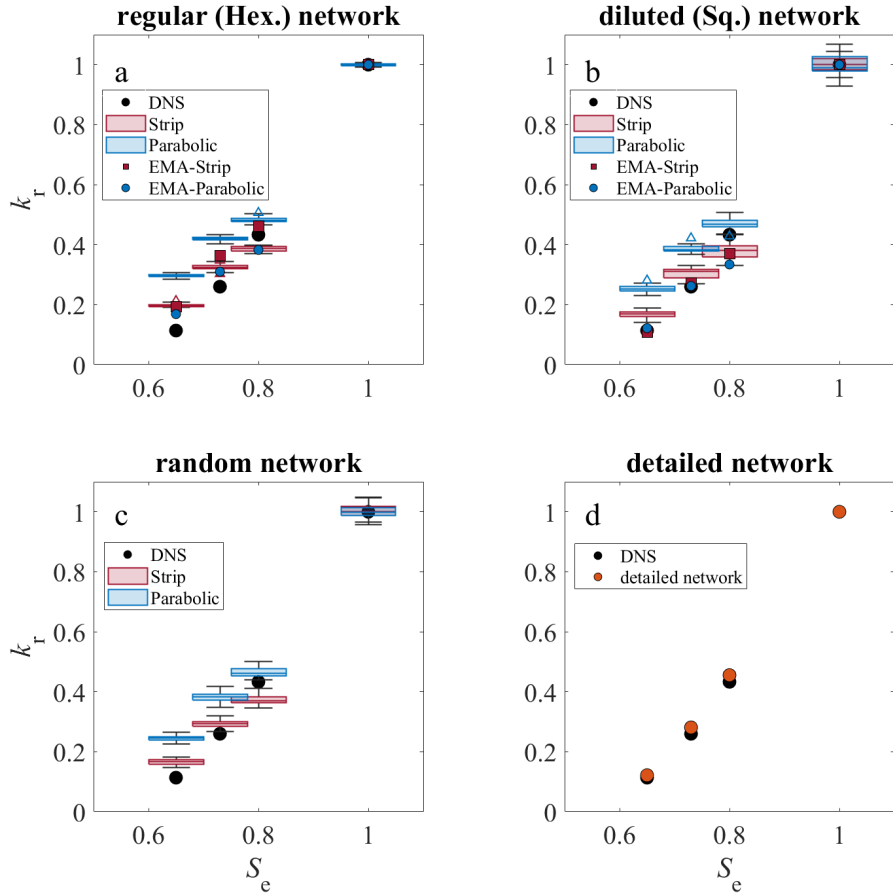 regular (Hex.) network
a
DNS
Strip
Parabolic
EMA-Strip
EMA-Parabolic
1
0.8
0.6
0.4
0.2
0
0.6
0.8
1
kr
diluted (Sq.) network
b
DNS
Strip
Parabolic
EMA-Strip
EMA-Parabolic
1
0.8
0.6
0.4
0.2
0
0.6
0.8
1
random network
c
DNS
Strip
Parabolic
1
0.8
0.6
0.4
0.2
0
0.6
0.8
1
kr
Se
detailed network
d
DNS
detailed network
1
0.8
0.6
0.4
0.2
0
0.6
0.8
1
Se